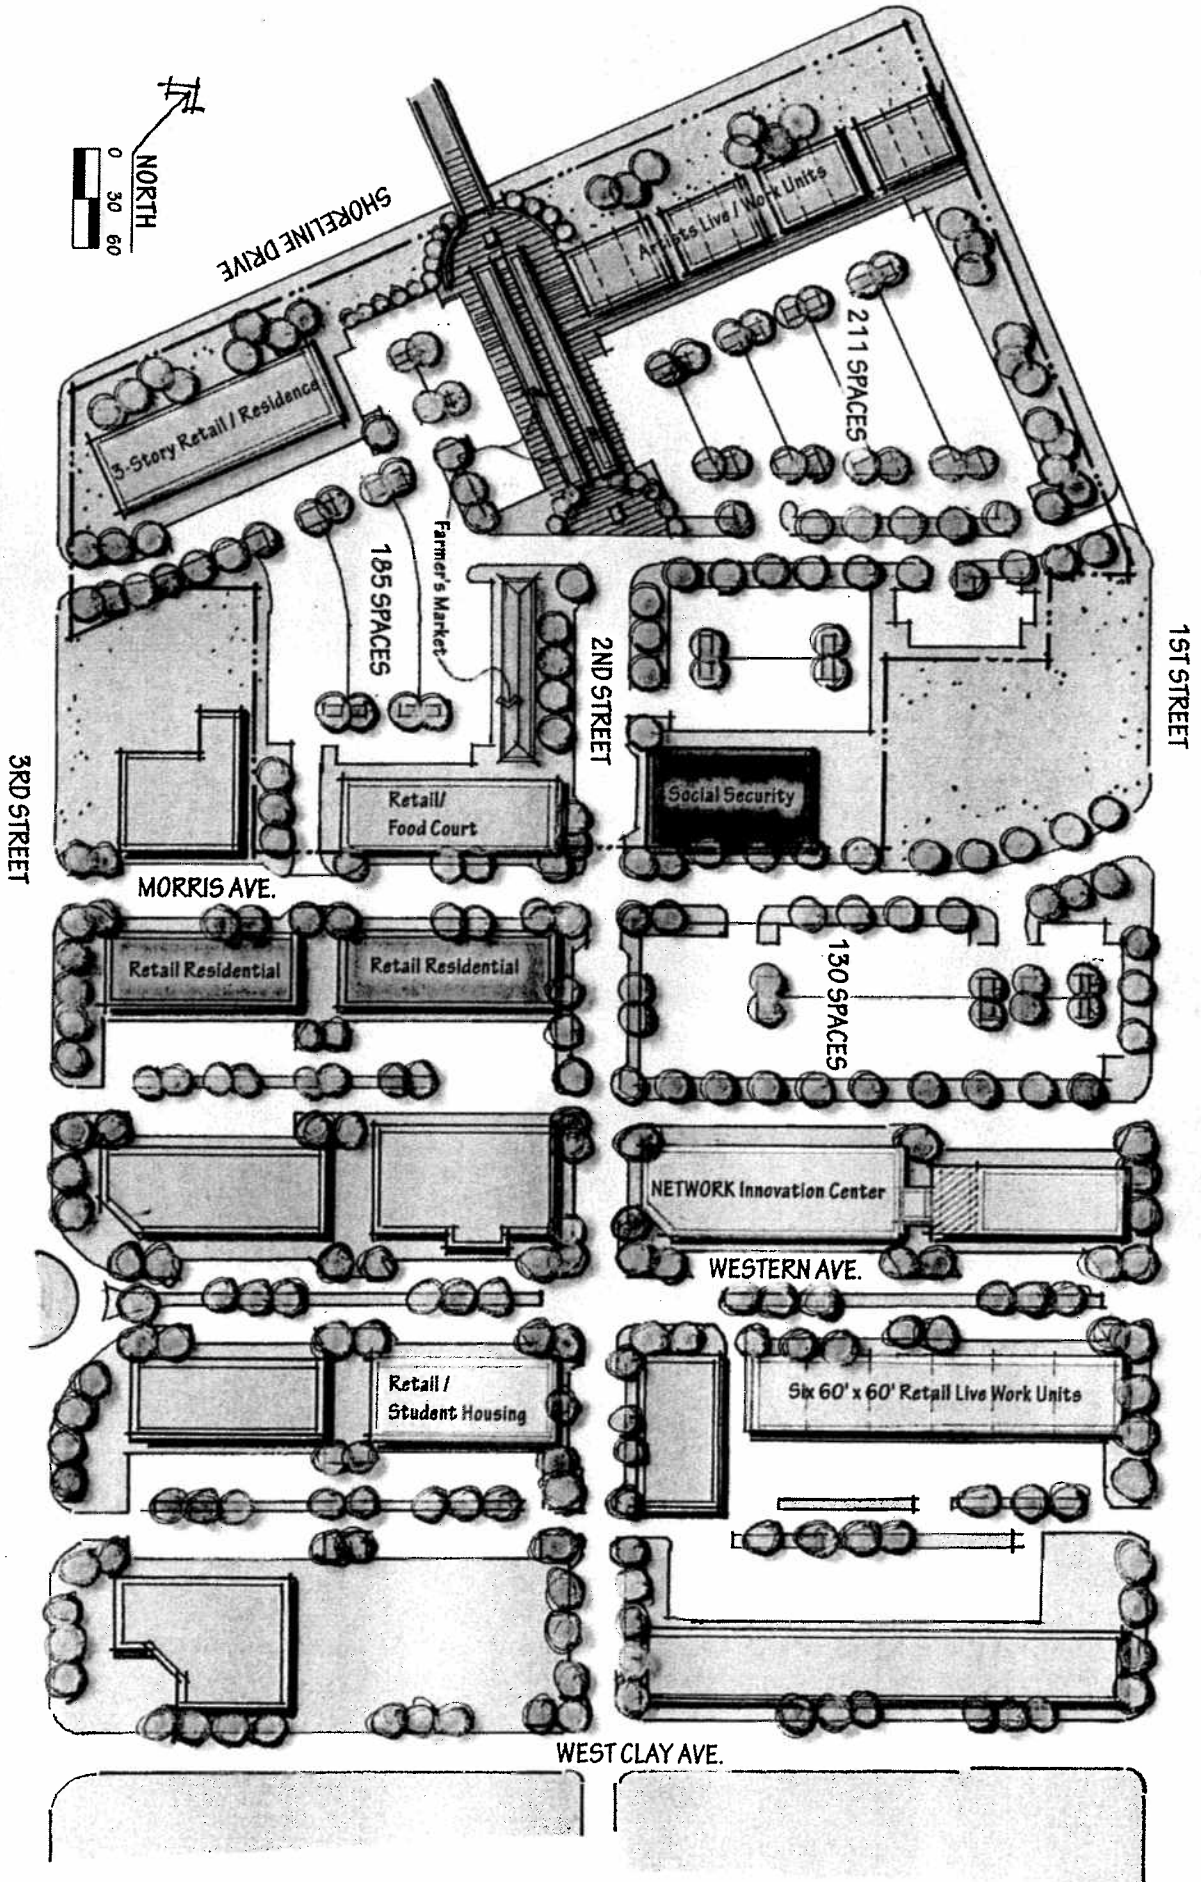 NORTH
0 30 60
SHORELINE DRIVE
Artists Live / Work Units
211 SPACES
3-Story Retail / Residence
Farmer's Market
185 SPACES
2ND STREET
1ST STREET
3RD STREET
Social Security
Retail/
Food Court
MORRIS AVE.
Retail Residential
Retail Residential
130 SPACES
NETWORK Innovation Center
WESTERN AVE.
Retail /
Student Housing
Six 60' x 60' Retail Live Work Units
WEST CLAY AVE.